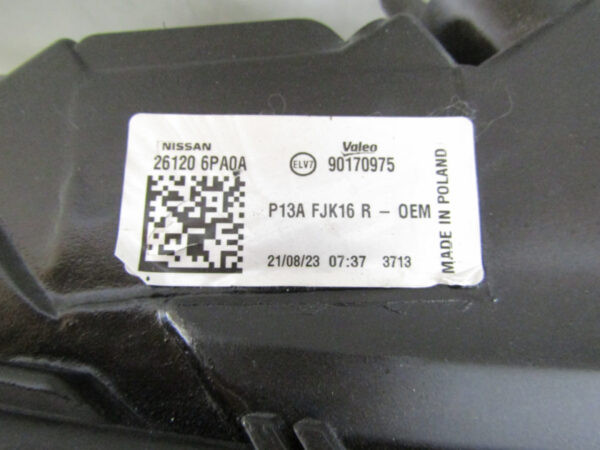 NISSAN
26120 6PA0A
Valeo
ELV7 90170975
P13A FJK16 R - OEM
21/08/23 07:37 3713
MADE IN POLAND